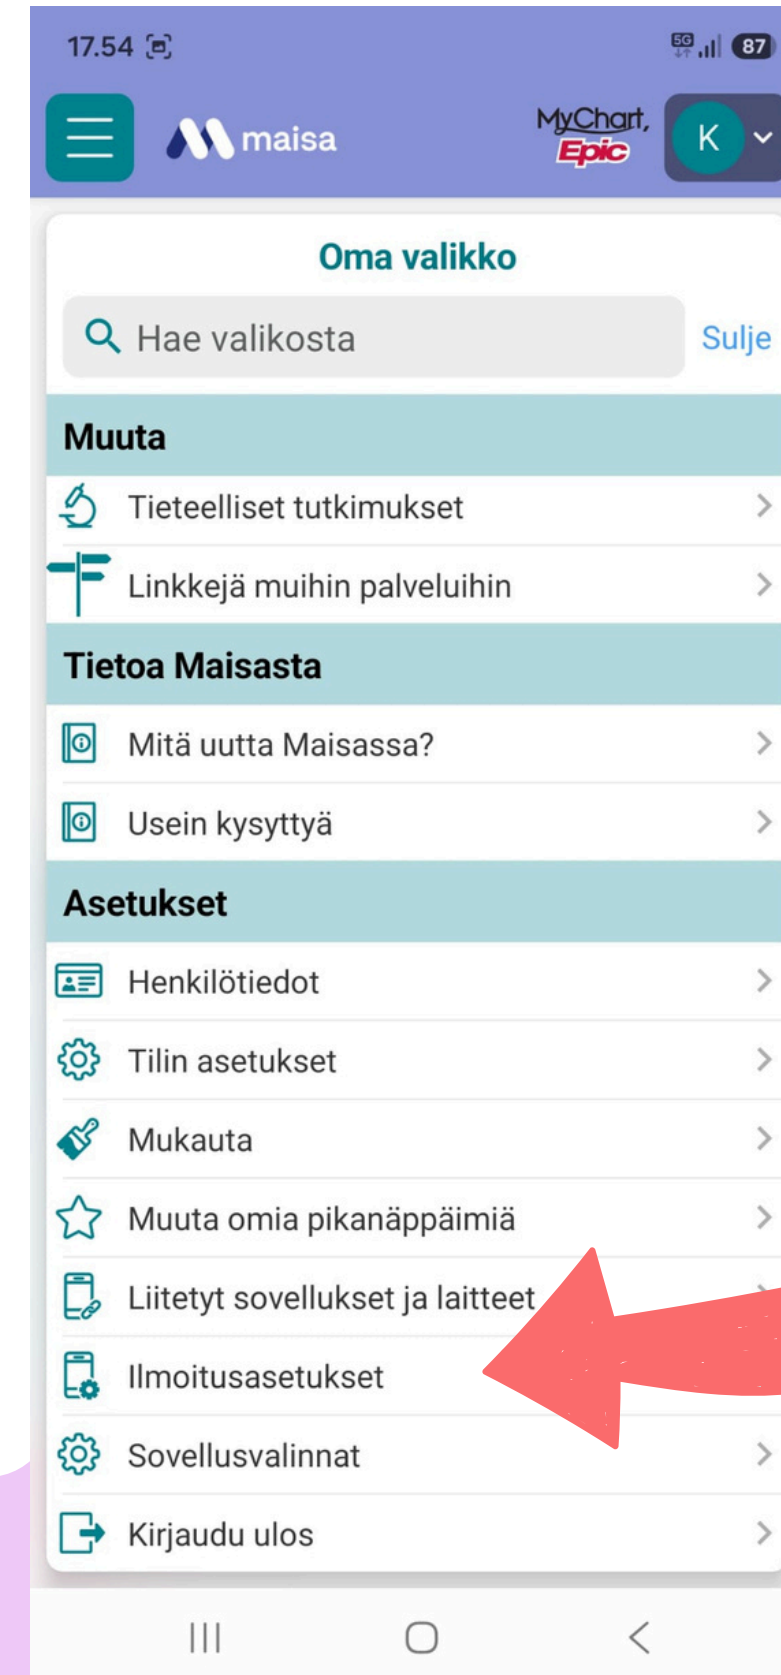 17.54
5G
87
maisa
MyChart,
Epic
K
Oma valikko
Hae valikosta
Sulje
Muuta
Tieteelliset tutkimukset
Linkkejä muihin palveluihin
Tietoa Maisasta
Mitä uutta Maisassa?
Usein kysyttyä
Asetukset
Henkilötiedot
Tilin asetukset
Mukauta
Muuta omia pikanäppäimiä
Liitetyt sovellukset ja laitteet
Ilmoitusasetukset
Sovellusvalinnat
Kirjaudu ulos